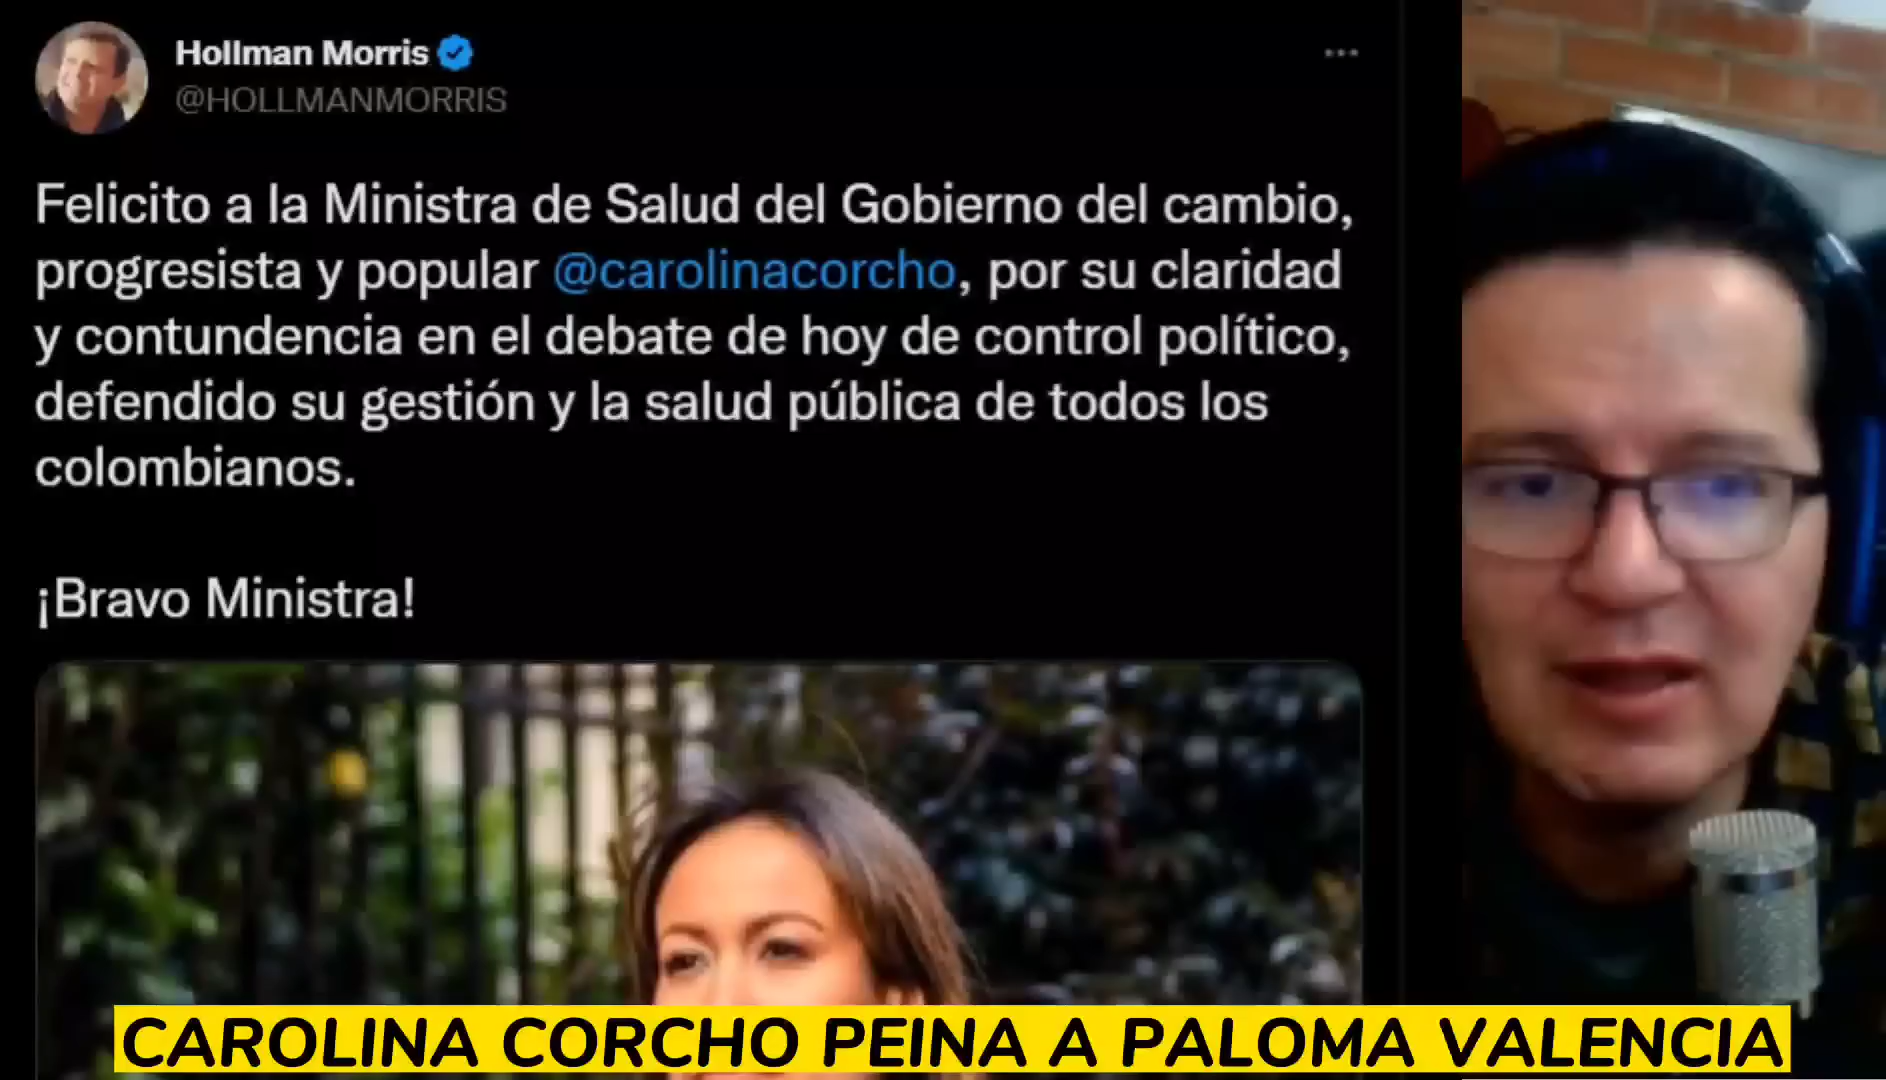 Hollman Morris
@HOLLMANMORRIS
Felicito a la Ministra de Salud del Gobierno del cambio,
progresista y popular @carolinacorcho, por su claridad
y contundencia en el debate de hoy de control político,
defendido su gestión y la salud pública de todos los
colombianos.
¡Bravo Ministra!
CAROLINA CORCHO PEINA A PALOMA VALENCIA